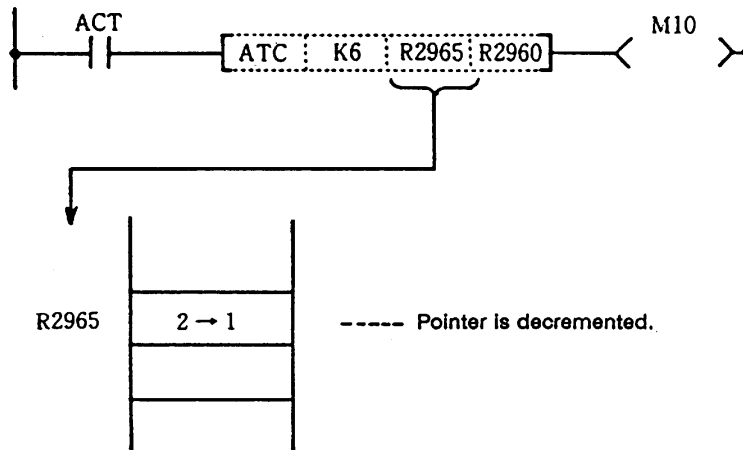 ACT
M10
ATC K6 R2965 R2960
R2965 2 → 1 ----- Pointer is decremented.